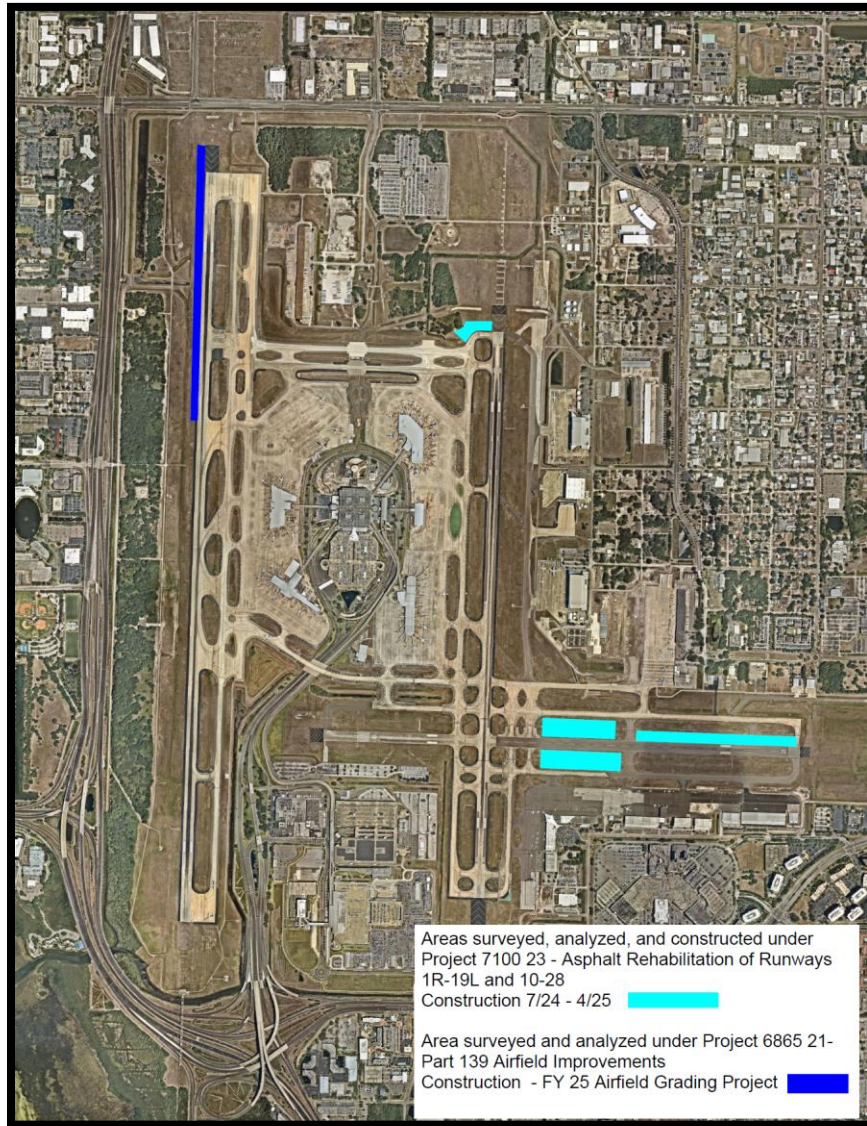 Areas surveyed, analyzed, and constructed under
Project 7100 23 - Asphalt Rehabilitation of Runways
1R-19L and 10-28
Construction 7/24 - 4/25
Area surveyed and analyzed under Project 6865 21-
Part 139 Airfield Improvements
Construction - FY 25 Airfield Grading Project